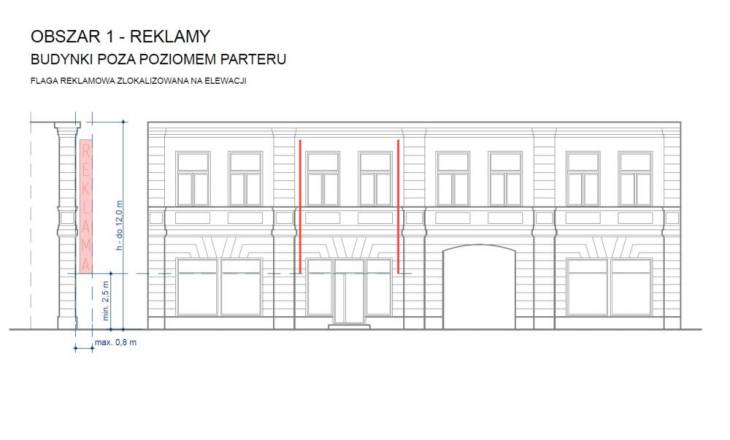 OBSZAR 1 - REKLAMY
BUDYNKI POZA POZIOMEM PARTERU
FLAGA REKLAMOWA ZLOKALIZOWANA NA ELEWACJI
REKLAMA
h - do 12,0 m
min. 2,5 m
max. 0,8 m